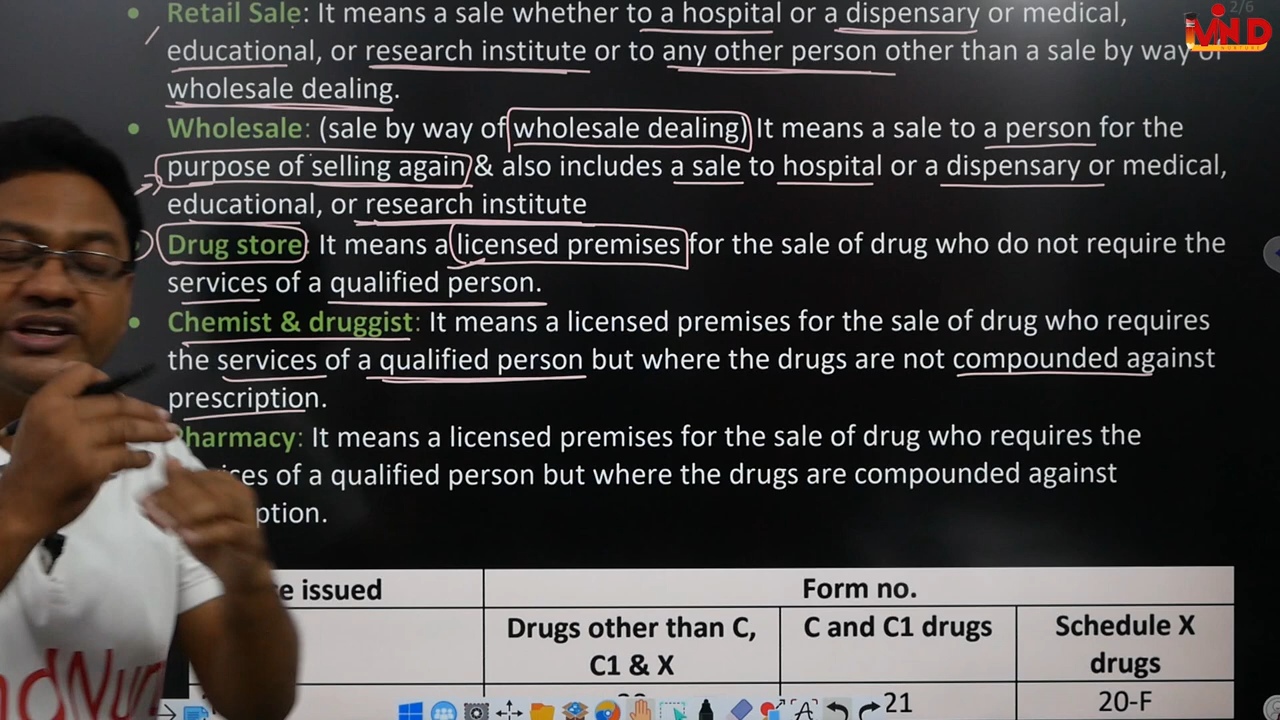 2/6
MIND
NURTURE
Retail Sale: It means a sale whether to a hospital or a dispensary or medical,
educational, or research institute or to any other person other than a sale by way or
wholesale dealing.
Wholesale: (sale by way of wholesale dealing) It means a sale to a person for the
purpose of selling again & also includes a sale to hospital or a dispensary or medical,
educational, or research institute
Drug store: It means a licensed premises for the sale of drug who do not require the
services of a qualified person.
Chemist & druggist: It means a licensed premises for the sale of drug who requires
the services of a qualified person but where the drugs are not compounded against
prescription.
Pharmacy: It means a licensed premises for the sale of drug who requires the
ices of a qualified person but where the drugs are compounded against
ption.
e issued Form no.
Drugs other than C, C and C1 drugs Schedule X
C1 & X drugs
21 20-F
ndNur